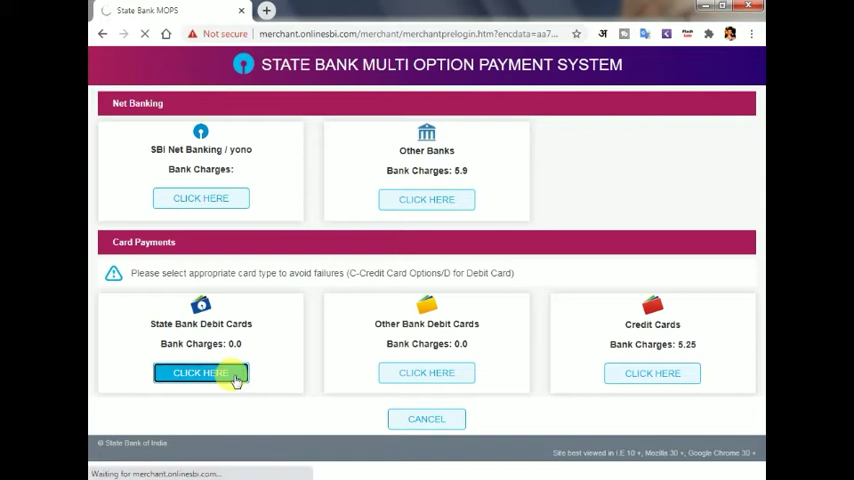 State Bank MOPS
Not secure merchant.onlinesbi.com/merchant/merchantprelogin.htm?encdata=aa7...
अ
STATE BANK MULTI OPTION PAYMENT SYSTEM
Net Banking
SBI Net Banking / yono
Bank Charges:
CLICK HERE
Other Banks
Bank Charges: 5.9
CLICK HERE
Card Payments
Please select appropriate card type to avoid failures (C-Credit Card Options/D for Debit Card)
State Bank Debit Cards
Bank Charges: 0.0
CLICK HERE
Other Bank Debit Cards
Bank Charges: 0.0
CLICK HERE
Credit Cards
Bank Charges: 5.25
CLICK HERE
CANCEL
© State Bank of India
Site best viewed in I.E 10 +, Mozilla 30 +, Google Chrome 30 +
Waiting for merchant.onlinesbi.com...